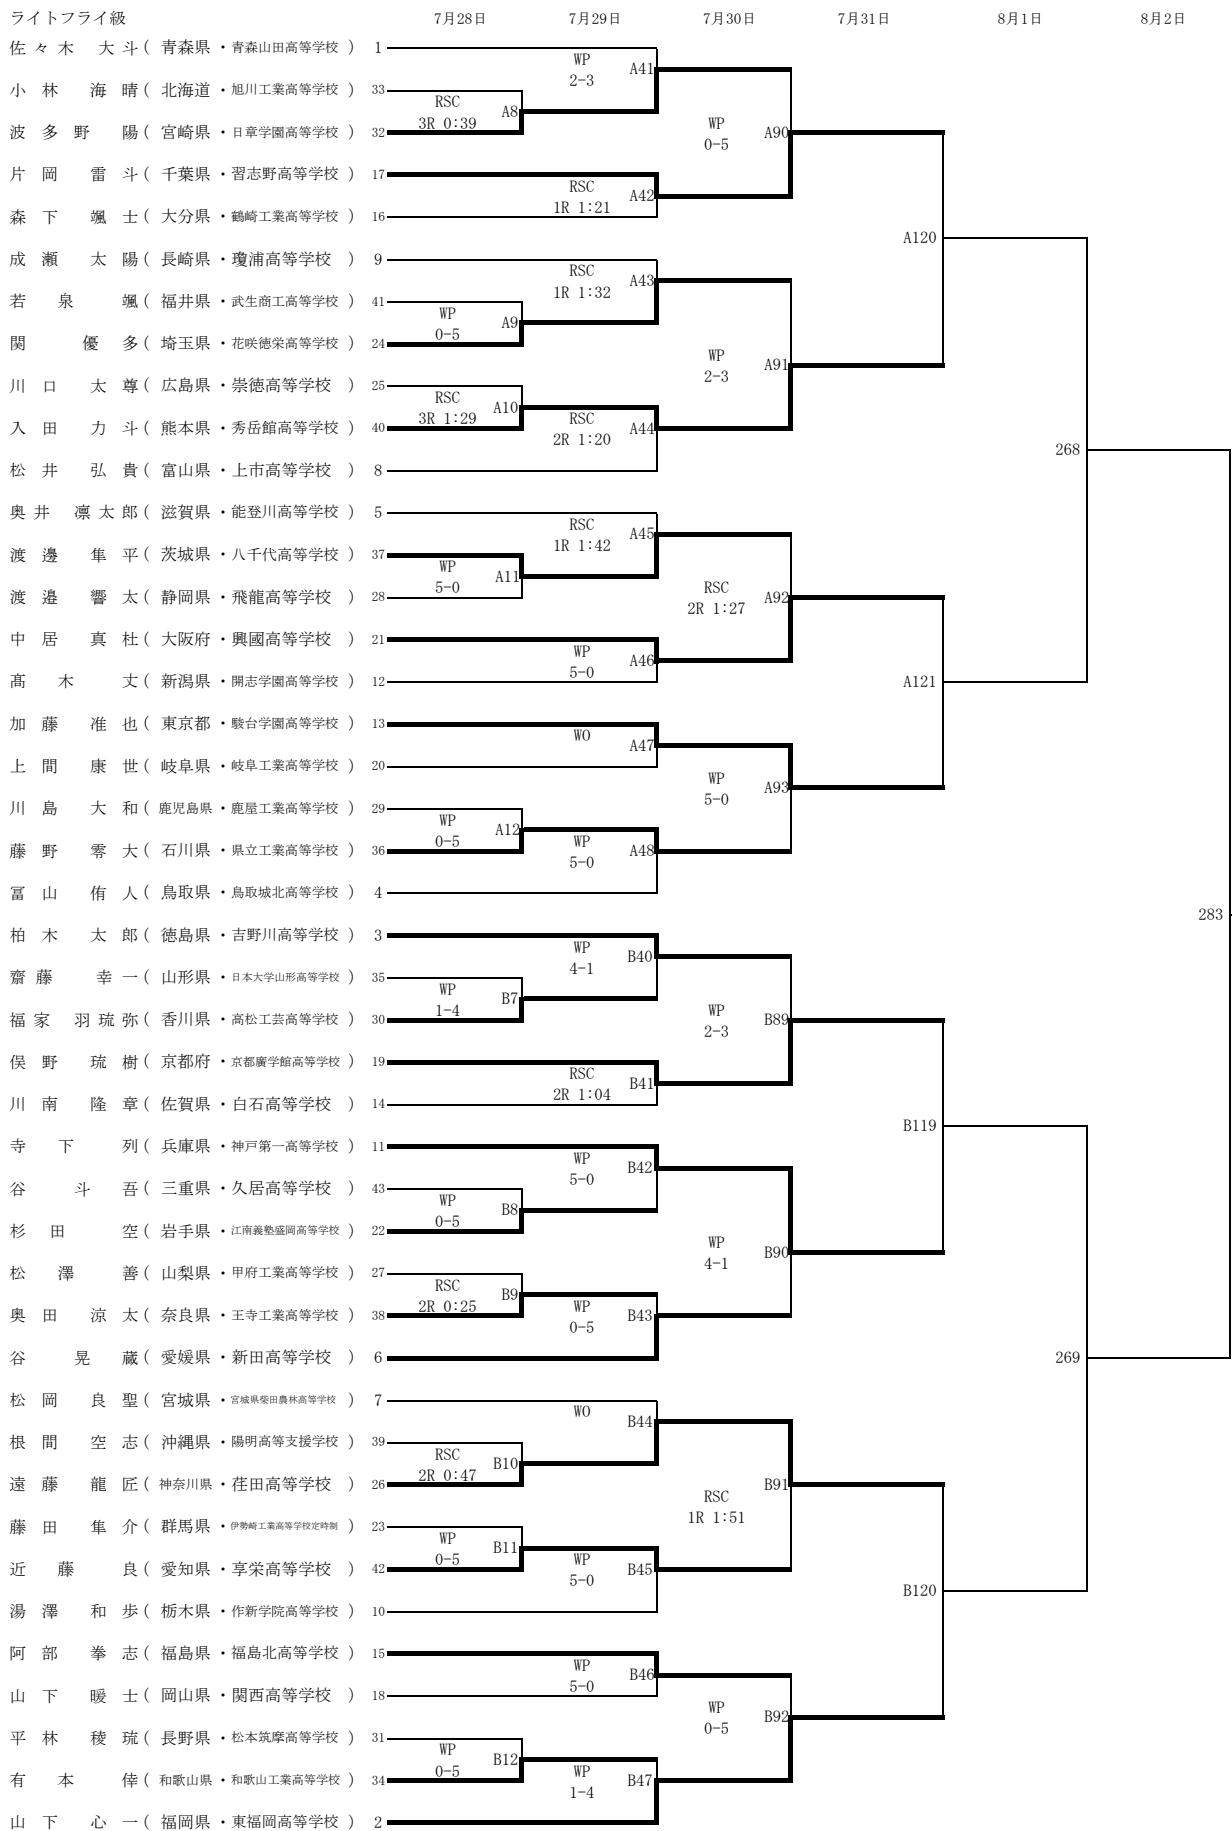 ライトフライ級 7月28日 7月29日 7月30日 7月31日 8月1日 8月2日
佐々木 大斗 ( 青森県 ・青森山田高等学校 ) 1
WP
2-3 A41
小林 海晴 ( 北海道 ・旭川工業高等学校 ) 33
RSC
3R 0:39 A8
波多野 陽 ( 宮崎県 ・日章学園高等学校 ) 32
WP
0-5 A90
片岡 雷斗 ( 千葉県 ・習志野高等学校 ) 17
RSC
1R 1:21 A42
森下 颯士 ( 大分県 ・鶴崎工業高等学校 ) 16
A120
成瀬 太陽 ( 長崎県 ・瓊浦高等学校 ) 9
RSC
1R 1:32 A43
若泉 颯 ( 福井県 ・武生商工高等学校 ) 41
WP
0-5 A9
関 優多 ( 埼玉県 ・花咲徳栄高等学校 ) 24
WP
2-3 A91
川口 太尊 ( 広島県 ・崇徳高等学校 ) 25
RSC
3R 1:29 A10
入田 力斗 ( 熊本県 ・秀岳館高等学校 ) 40
RSC
2R 1:20 A44
268
松井 弘貴 ( 富山県 ・上市高等学校 ) 8
奥井 凛太郎 ( 滋賀県 ・能登川高等学校 ) 5
RSC
1R 1:42 A45
渡邊 隼平 ( 茨城県 ・八千代高等学校 ) 37
WP
5-0 A11
渡邉 響太 ( 静岡県 ・飛龍高等学校 ) 28
RSC
2R 1:27 A92
中居 真杜 ( 大阪府 ・興國高等学校 ) 21
WP
5-0 A46
髙木 丈 ( 新潟県 ・開志学園高等学校 ) 12
A121
加藤 准也 ( 東京都 ・駿台学園高等学校 ) 13
WO A47
上間 康世 ( 岐阜県 ・岐阜工業高等学校 ) 20
WP
5-0 A93
川島 大和 ( 鹿児島県 ・鹿屋工業高等学校 ) 29
WP
0-5 A12
藤野 零大 ( 石川県 ・県立工業高等学校 ) 36
WP
5-0 A48
冨山 侑人 ( 鳥取県 ・鳥取城北高等学校 ) 4
283
柏木 太郎 ( 徳島県 ・吉野川高等学校 ) 3
WP
4-1 B40
齋藤 幸一 ( 山形県 ・日本大学山形高等学校 ) 35
WP
1-4 B7
福家 羽琉弥 ( 香川県 ・高松工芸高等学校 ) 30
WP
2-3 B89
俣野 琉樹 ( 京都府 ・京都廣学館高等学校 ) 19
RSC
2R 1:04 B41
川南 隆章 ( 佐賀県 ・白石高等学校 ) 14
B119
寺下 列 ( 兵庫県 ・神戸第一高等学校 ) 11
WP
5-0 B42
谷 斗吾 ( 三重県 ・久居高等学校 ) 43
WP
0-5 B8
杉田 空 ( 岩手県 ・江南義塾盛岡高等学校 ) 22
WP
4-1 B90
松澤 善 ( 山梨県 ・甲府工業高等学校 ) 27
RSC
2R 0:25 B9
奥田 涼太 ( 奈良県 ・王寺工業高等学校 ) 38
WP
0-5 B43
谷 晃蔵 ( 愛媛県 ・新田高等学校 ) 6
269
松岡 良聖 ( 宮城県 ・宮城県柴田農林高等学校 ) 7
WO B44
根間 空志 ( 沖縄県 ・陽明高等支援学校 ) 39
RSC
2R 0:47 B10
遠藤 龍匠 ( 神奈川県 ・荏田高等学校 ) 26
RSC
1R 1:51 B91
藤田 隼介 ( 群馬県 ・伊勢崎工業高等学校定時制 ) 23
WP
0-5 B11
近藤 良 ( 愛知県 ・享栄高等学校 ) 42
WP
5-0 B45
B120
湯澤 和歩 ( 栃木県 ・作新学院高等学校 ) 10
阿部 拳志 ( 福島県 ・福島北高等学校 ) 15
WP
5-0 B46
山下 暖士 ( 岡山県 ・関西高等学校 ) 18
WP
0-5 B92
平林 稜琉 ( 長野県 ・松本筑摩高等学校 ) 31
WP
0-5 B12
有本 倖 ( 和歌山県 ・和歌山工業高等学校 ) 34
WP
1-4 B47
山下 心一 ( 福岡県 ・東福岡高等学校 ) 2